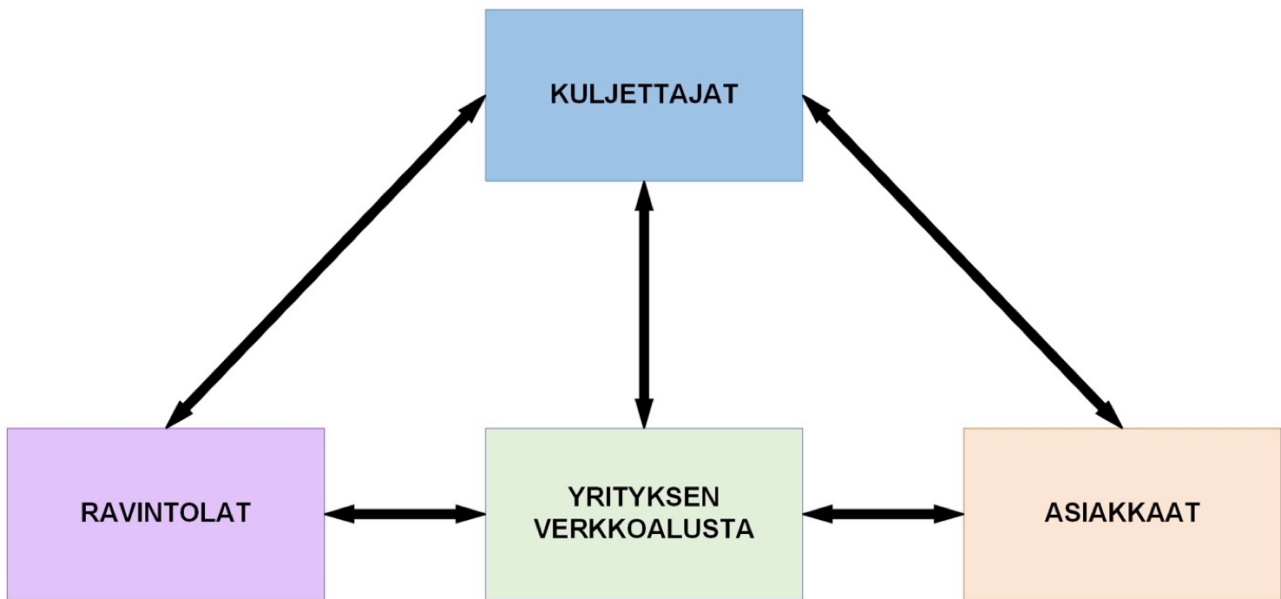 KULJETTAJAT
RAVINTOLAT
YRITYKSEN
VERKKOALUSTA
ASIAKKAAT